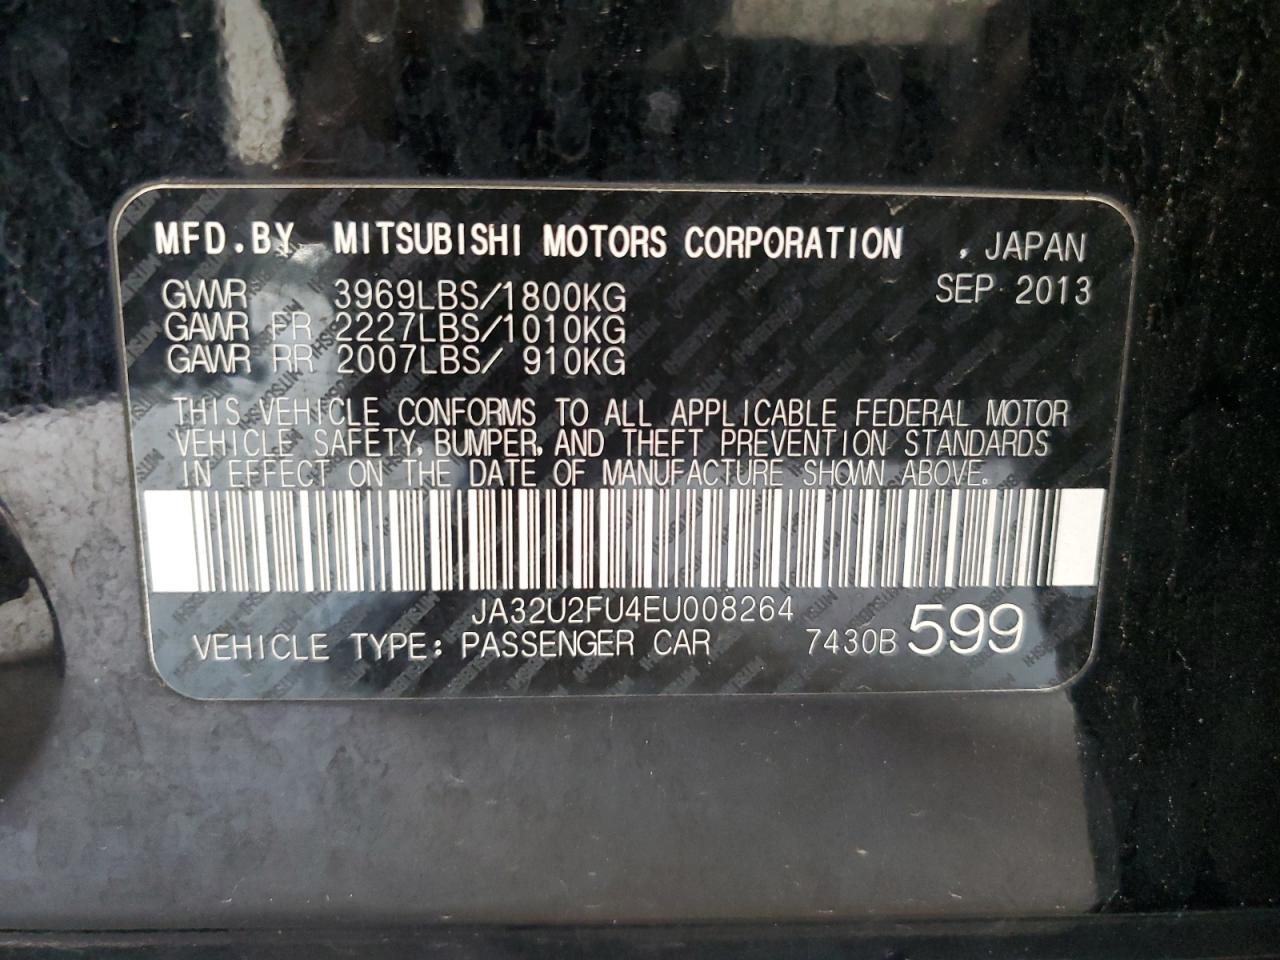 MFD.BY MITSUBISHI MOTORS CORPORATION , JAPAN
SEP 2013
GVWR 3969LBS/1800KG
GAWR FR 2227LBS/1010KG
GAWR RR 2007LBS/ 910KG
THIS VEHICLE CONFORMS TO ALL APPLICABLE FEDERAL MOTOR
VEHICLE SAFETY, BUMPER, AND THEFT PREVENTION STANDARDS
IN EFFECT ON THE DATE OF MANUFACTURE SHOWN ABOVE.
JA32U2FU4EU008264
VEHICLE TYPE: PASSENGER CAR 7430B 599